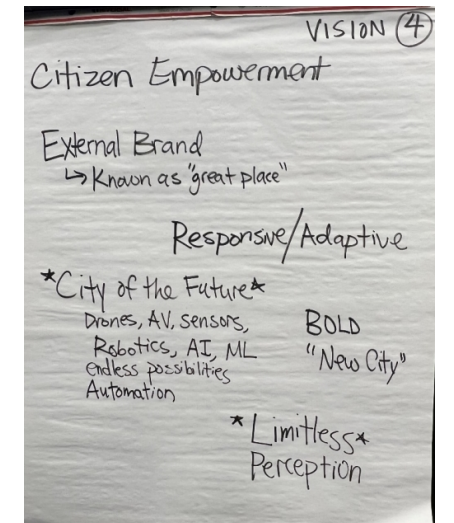 VISION 4
Citizen Empowerment
External Brand
↳ Known as "great place"
Responsive/Adaptive
*City of the Future*
Drones, AV, sensors,
Robotics, AI, ML
endless possibilities
Automation
BOLD
"New City"
*Limitless*
Perception